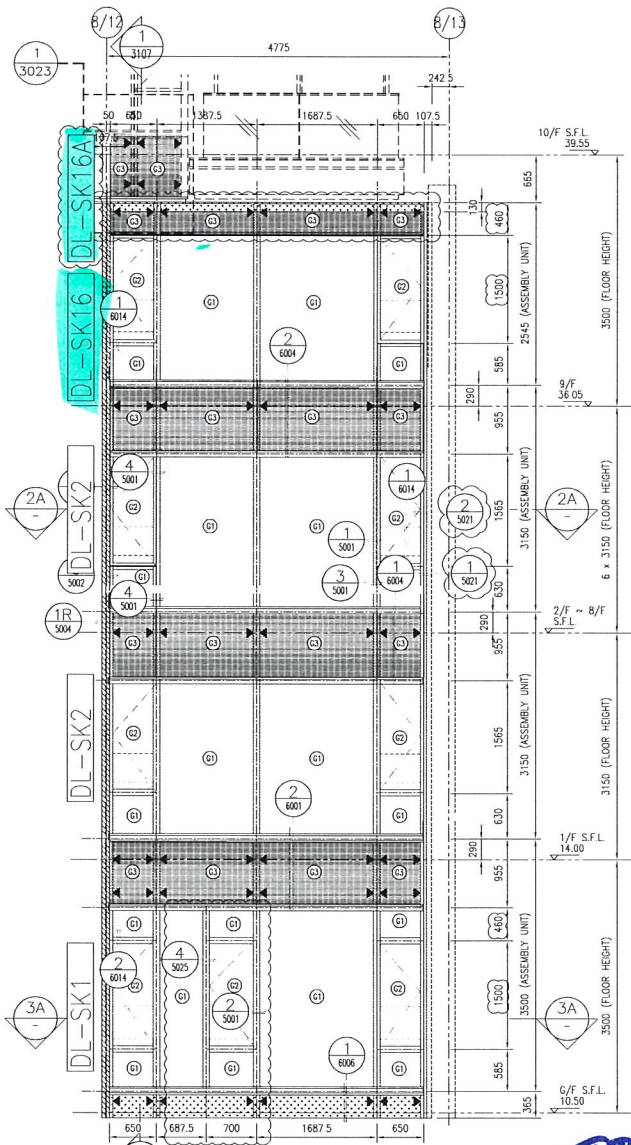 8/12
8/13
1
3107
1
3023
4775
242.5
50
650
1387.5
1687.5
650
107.5
10/F S.F.L.
39.55
DL-SK16A
G3
G3
665
130
460
G3
G3
G3
G3
DL-SK16
G2
G1
G1
G2
1500
2545 (ASSEMBLY UNIT)
3500 (FLOOR HEIGHT)
1
6014
2
6004
G1
G1
585
9/F
36.05
290
955
G3
G3
G3
G3
4
5001
1
6014
2A
-
DL-SK2
G2
G1
G1
G2
2
5021
2A
-
1565
3150 (ASSEMBLY UNIT)
6 x 3150 (FLOOR HEIGHT)
1
5001
5002
G1
3
5001
1
6004
1
5021
4
5001
630
1R
5004
2/F ~ 8/F
S.F.L.
290
955
G3
G3
G3
G3
DL-SK2
G2
G1
G1
G2
1565
3150 (ASSEMBLY UNIT)
3150 (FLOOR HEIGHT)
2
6001
G1
G1
630
1/F S.F.L.
14.00
290
955
G3
G3
G3
G3
G1
G1
G1
460
DL-SK1
2
6014
4
5025
G2
G1
G2
G1
G2
1500
3500 (ASSEMBLY UNIT)
3500 (FLOOR HEIGHT)
2
5001
3A
-
3A
-
1
6006
G1
G1
G1
585
G/F S.F.L.
10.50
365
650
687.5
700
1687.5
650